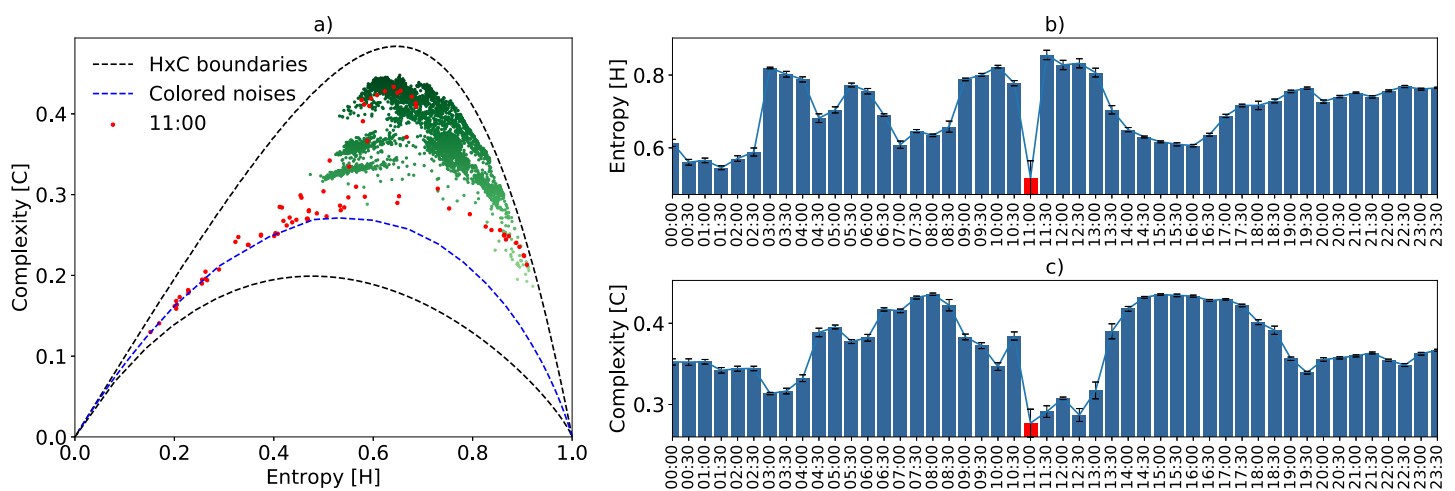 a)
HxC boundaries
Colored noises
11:00
Complexity [C]
0.4
0.3
0.2
0.1
0.0
0.0 0.2 0.4 0.6 0.8 1.0
Entropy [H]
b)
Entropy [H]
0.8
0.6
00:00 00:30 01:00 01:30 02:00 02:30 03:00 03:30 04:00 04:30 05:00 05:30 06:00 06:30 07:00 07:30 08:00 08:30 09:00 09:30 10:00 10:30 11:00 11:30 12:00 12:30 13:00 13:30 14:00 14:30 15:00 15:30 16:00 16:30 17:00 17:30 18:00 18:30 19:00 19:30 20:00 20:30 21:00 21:30 22:00 22:30 23:00 23:30
c)
Complexity [C]
0.4
0.3
00:00 00:30 01:00 01:30 02:00 02:30 03:00 03:30 04:00 04:30 05:00 05:30 06:00 06:30 07:00 07:30 08:00 08:30 09:00 09:30 10:00 10:30 11:00 11:30 12:00 12:30 13:00 13:30 14:00 14:30 15:00 15:30 16:00 16:30 17:00 17:30 18:00 18:30 19:00 19:30 20:00 20:30 21:00 21:30 22:00 22:30 23:00 23:30